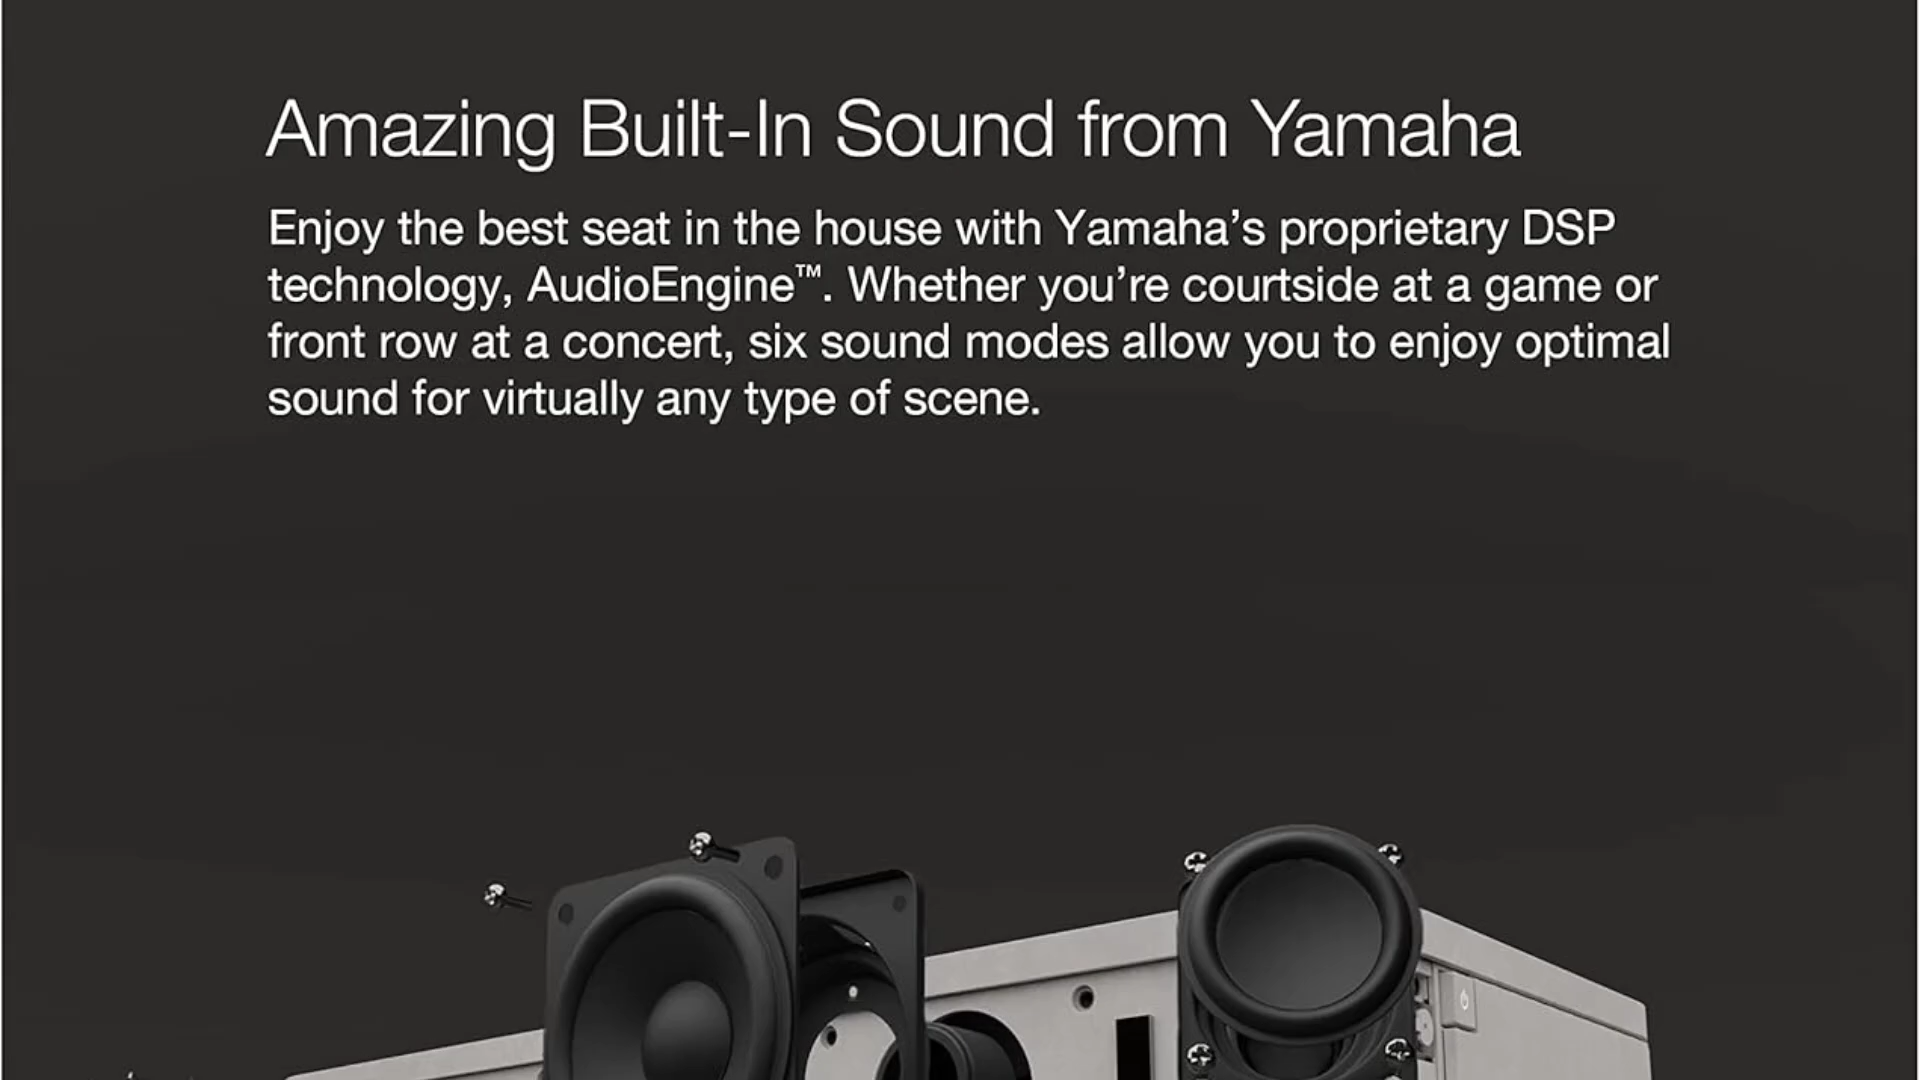 Amazing Built-In Sound from Yamaha
Enjoy the best seat in the house with Yamaha’s proprietary DSP
technology, AudioEngine™. Whether you’re courtside at a game or
front row at a concert, six sound modes allow you to enjoy optimal
sound for virtually any type of scene.